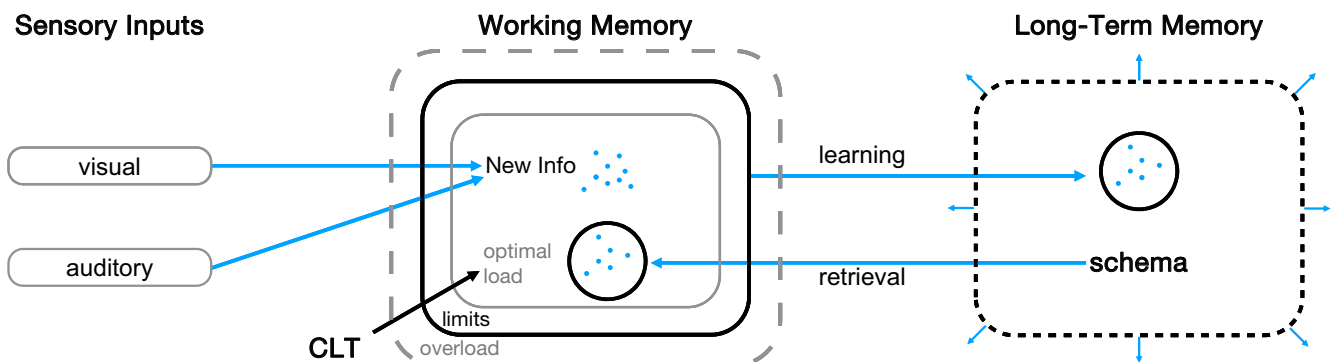 Sensory Inputs
Working Memory
Long-Term Memory
visual
New Info
learning
auditory
optimal
load
retrieval
schema
limits
CLT
overload